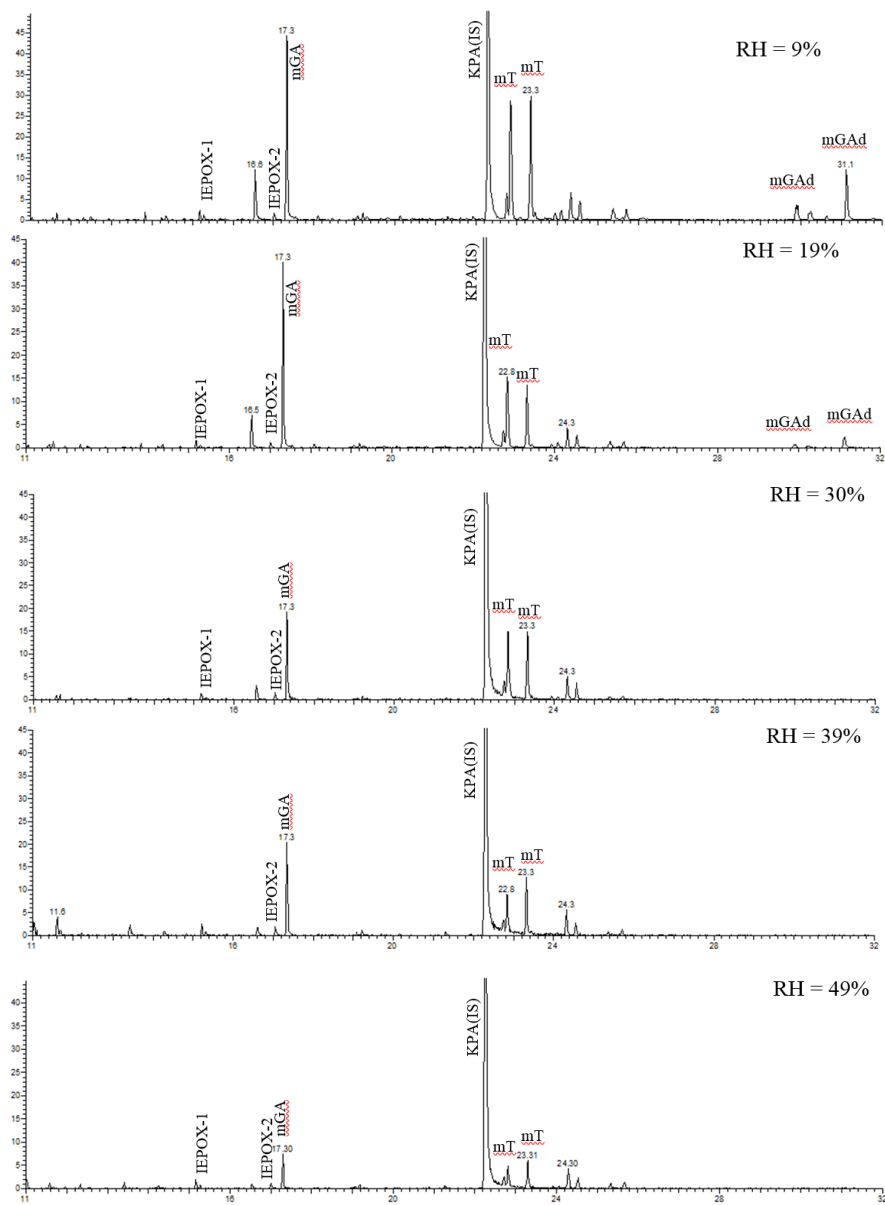 RH = 9%
45
40
35
30
25
20
15
10
5
0
IEPOX-1
16.6
IEPOX-2
17.3
mGA
KPA(IS)
mT
mT
23.3
mGAd
mGAd
31.1
11 16 20 24 28 32
RH = 19%
45
40
35
30
25
20
15
10
5
0
IEPOX-1
16.5
IEPOX-2
17.3
mGA
KPA(IS)
mT
22.8
mT
24.3
mGAd
mGAd
11 16 20 24 28 32
RH = 30%
45
40
35
30
25
20
15
10
5
0
IEPOX-1
IEPOX-2
mGA
17.3
KPA(IS)
mT
mT
23.3
24.3
11 16 20 24 28 32
RH = 39%
45
40
35
30
25
20
15
10
5
0
11.6
IEPOX-2
mGA
17.3
KPA(IS)
mT
22.8
mT
23.3
24.3
11 16 20 24 28 32
RH = 49%
45
40
35
30
25
20
15
10
5
0
IEPOX-1
IEPOX-2
mGA
17.30
KPA(IS)
mT
mT
23.31
24.30
11 16 20 24 28 32